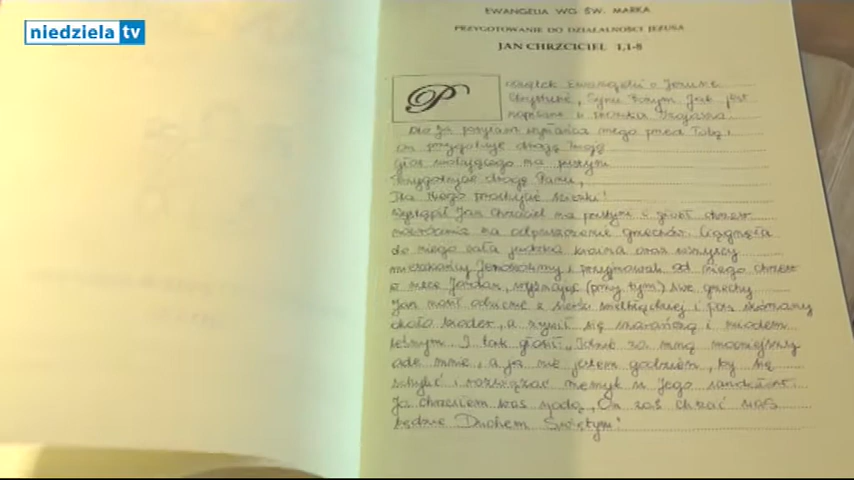 niedziela tv
EWANGELIA WG ŚW. MARKA
PRZYGOTOWANIE DO DZIAŁALNOŚCI JEZUSA
JAN CHRZCICIEL 1,1-8
P
oczątek Ewangelii o Jezusie
Chrystusie, Synu Bożym. Jak jest
napisane u proroka Izajasza:
Oto Ja posyłam wysłańca mego przed Tobą;
on przygotuje drogę Twoją
Głos wołającego na pustyni
Przygotujcie drogę Panu,
Dla Niego prostujcie ścieżki!
Wystąpił Jan Chrzciciel na pustyni i głosił chrzest
nawrócenia na odpuszczenie grzechów. Ciągnęła
do niego cała judzka kraina oraz wszyscy
mieszkańcy Jerozolimy i przyjmowali od niego chrzest
w rzece Jordan, wyznając (przy tym) swe grzechy
Jan nosił odzienie z sierści wielbłądziej i pas skórzany
około bioder, a żywił się szarańczą i miodem
leśnym. I tak głosił: „Idzie za mną mocniejszy
ode mnie, a ja nie jestem godzien, by się
schylić i rozwiązać rzemyk u Jego sandałów.
Ja chrzciłem was wodą, On zaś chrzcić was
będzie Duchem Świętym"